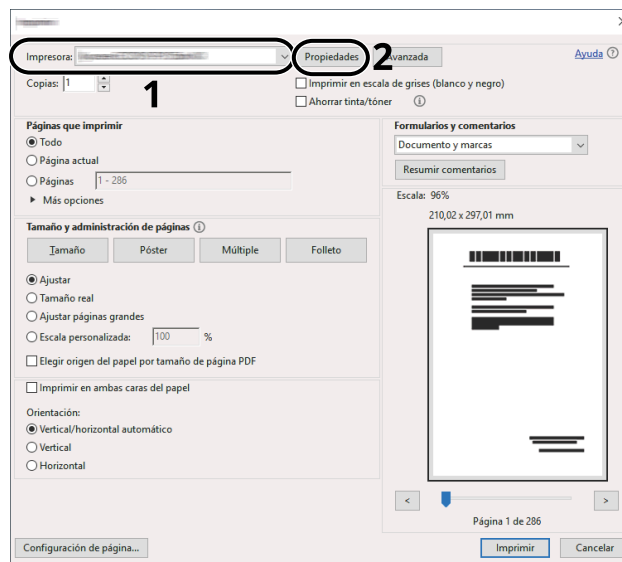 Impresora:
Propiedades
2
Avanzada
Ayuda
Copias: 1
1
Imprimir en escala de grises (blanco y negro)
Ahorrar tinta/tóner
Páginas que imprimir
Todo
Página actual
Páginas 1 - 286
Más opciones
Formularios y comentarios
Documento y marcas
Resumir comentarios
Escala: 96%
210,02 x 297,01 mm
Tamaño y administración de páginas
Tamaño Póster Múltiple Folleto
Ajustar
Tamaño real
Ajustar páginas grandes
Escala personalizada: 100 %
Elegir origen del papel por tamaño de página PDF
Imprimir en ambas caras del papel
Orientación:
Vertical/horizontal automático
Vertical
Horizontal
< >
Página 1 de 286
Configuración de página...
Imprimir
Cancelar